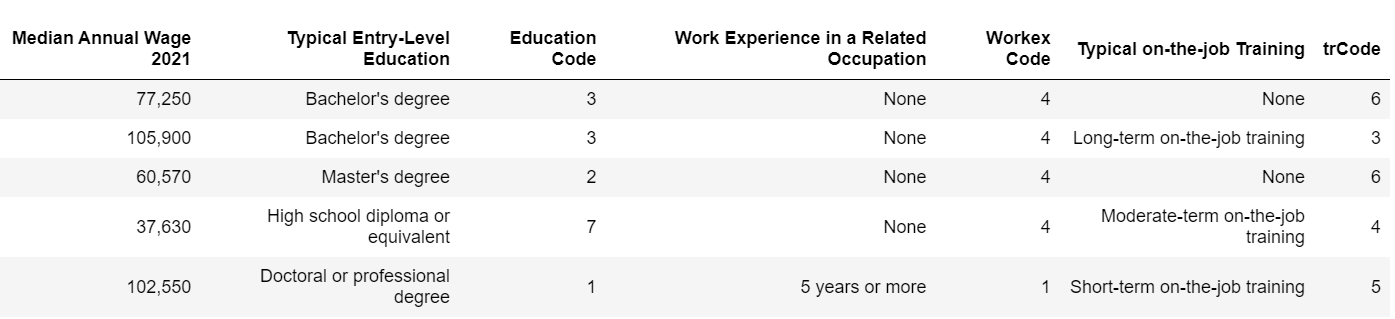 Median Annual Wage 2021 Typical Entry-Level Education Education Code Work Experience in a Related Occupation Workex Code Typical on-the-job Training trCode
77,250 Bachelor's degree 3 None 4 None 6
105,900 Bachelor's degree 3 None 4 Long-term on-the-job training 3
60,570 Master's degree 2 None 4 None 6
37,630 High school diploma or equivalent 7 None 4 Moderate-term on-the-job training 4
102,550 Doctoral or professional degree 1 5 years or more 1 Short-term on-the-job training 5